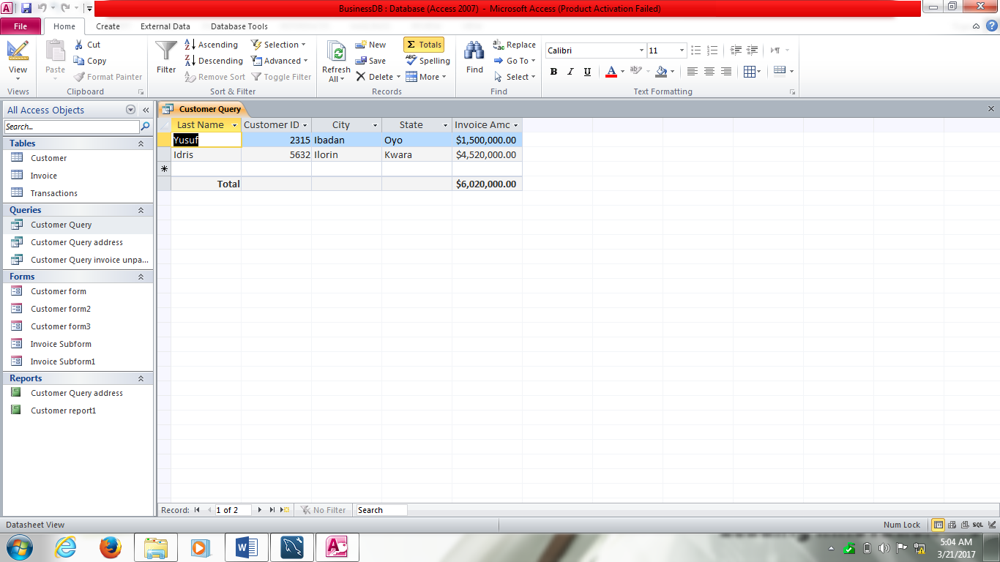 BusinessDB : Database (Access 2007) - Microsoft Access (Product Activation Failed)
File Home Create External Data Database Tools
View
Views
Paste
Cut
Copy
Format Painter
Clipboard
Filter
Ascending
Descending
Remove Sort
Selection
Advanced
Toggle Filter
Sort & Filter
Refresh
All
New
Save
Delete
Totals
Spelling
More
Records
Find
Replace
Go To
Select
Find
Calibri 11
B I U A
Text Formatting
All Access Objects
Search...
Tables
Customer
Invoice
Transactions
Queries
Customer Query
Customer Query address
Customer Query invoice unpa...
Forms
Customer form
Customer form2
Customer form3
Invoice Subform
Invoice Subform1
Reports
Customer Query address
Customer report1
Customer Query
Last Name Customer ID City State Invoice Amc
Yusuf 2315 Ibadan Oyo $1,500,000.00
Idris 5632 Ilorin Kwara $4,520,000.00
Total $6,020,000.00
Record: 1 of 2 No Filter Search
Datasheet View Num Lock SQL
5:04 AM
3/21/2017